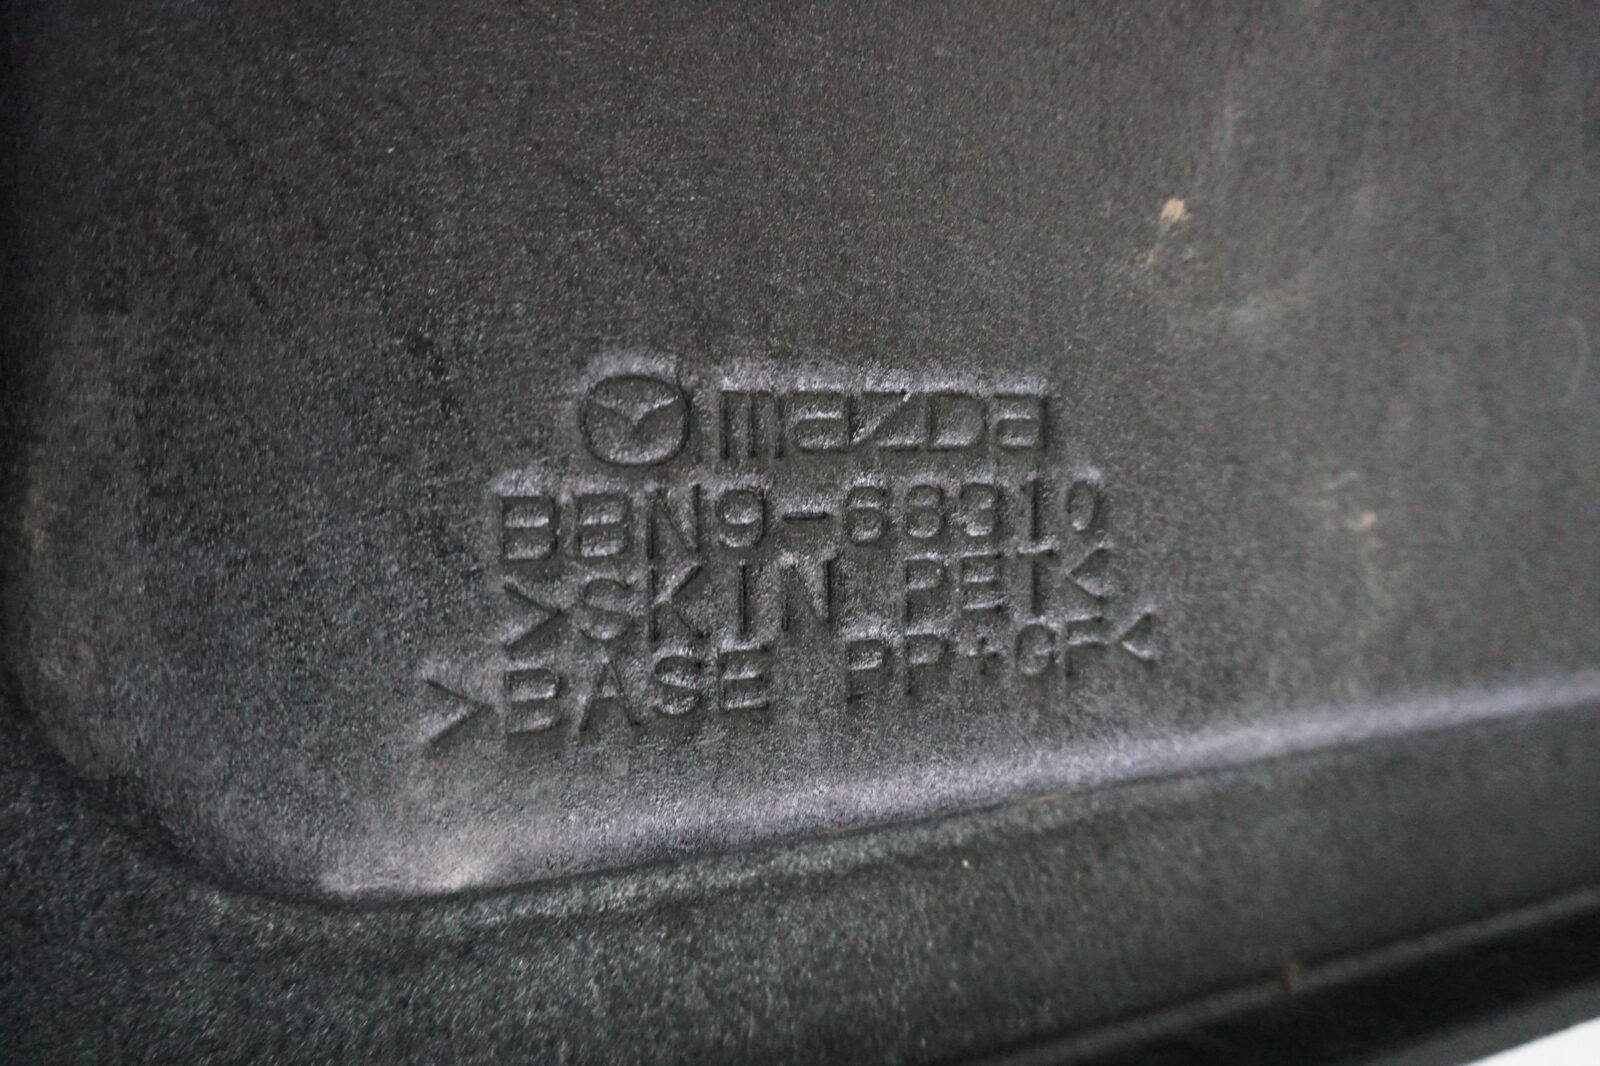 mazda
BBN9-68310
>SKIN PET<
>BASE PP+GF<